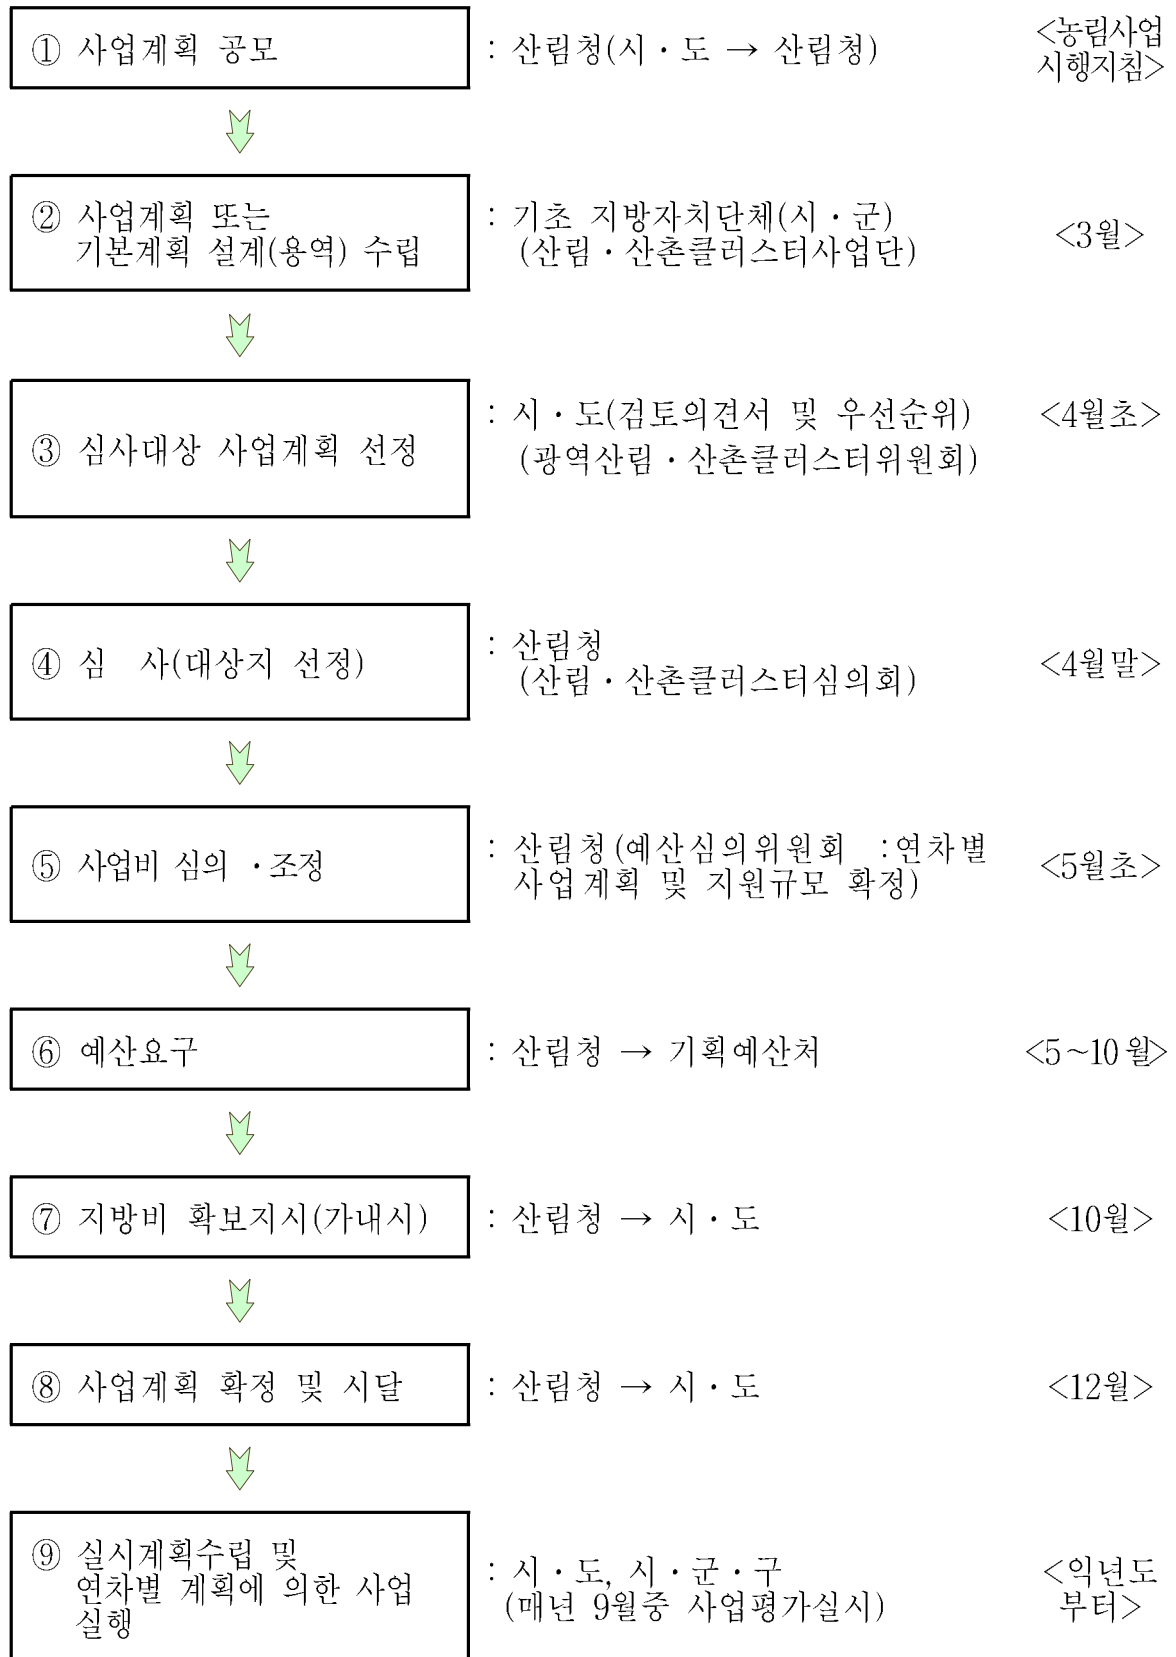 ① 사업계획 공모
: 산림청(시・도 → 산림청)
<농림사업
시행지침>
② 사업계획 또는
기본계획 설계(용역) 수립
: 기초 지방자치단체(시・군)
(산림・산촌클러스터사업단)
<3월>
③ 심사대상 사업계획 선정
: 시・도(검토의견서 및 우선순위)
(광역산림・산촌클러스터위원회)
<4월초>
④ 심 사(대상지 선정)
: 산림청
(산림・산촌클러스터심의회)
<4월말>
⑤ 사업비 심의 ・조정
: 산림청(예산심의위원회 :연차별
사업계획 및 지원규모 확정)
<5월초>
⑥ 예산요구
: 산림청 → 기획예산처
<5~10월>
⑦ 지방비 확보지시(가내시)
: 산림청 → 시・도
<10월>
⑧ 사업계획 확정 및 시달
: 산림청 → 시・도
<12월>
⑨ 실시계획수립 및
연차별 계획에 의한 사업
실행
: 시・도, 시・군・구
(매년 9월중 사업평가실시)
<익년도
부터>